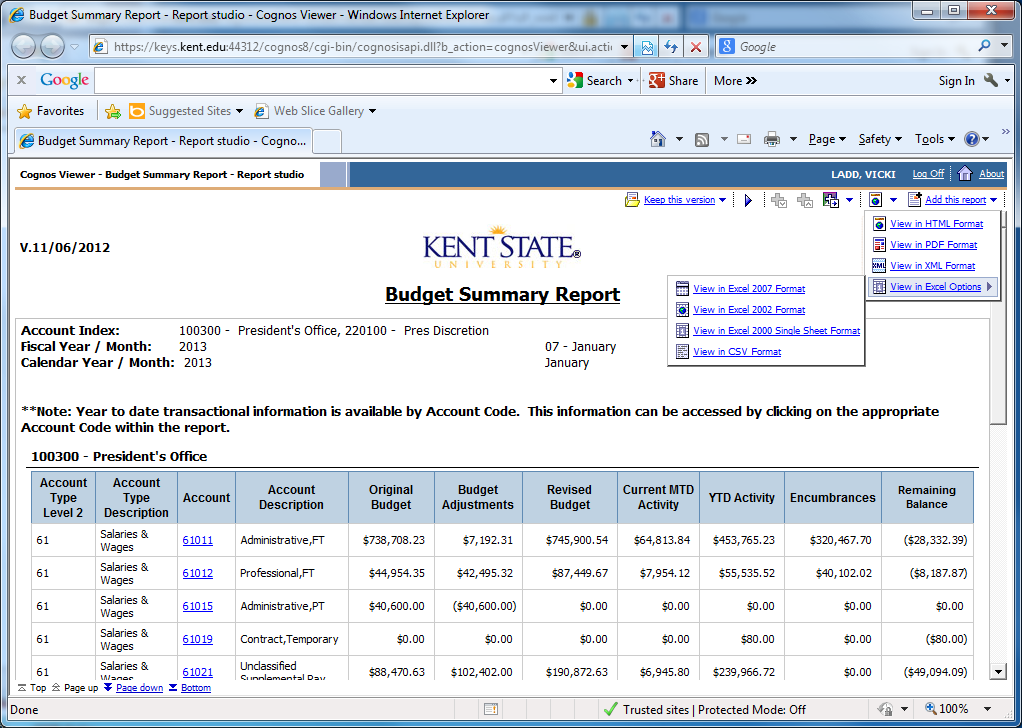 Budget Summary Report - Report studio - Cognos Viewer - Windows Internet Explorer
https://keys.kent.edu:44312/cognos8/cgi-bin/cognosisapi.dll?b_action=cognosViewer&ui.actio
Google
Google Search Share More » Sign In
Favorites Suggested Sites Web Slice Gallery
Budget Summary Report - Report studio - Cogno...
Page Safety Tools
Cognos Viewer - Budget Summary Report - Report studio
LADD, VICKI Log Off About
Keep this version Add this report
View in HTML Format
View in PDF Format
XML View in XML Format
View in Excel Options
View in Excel 2007 Format
View in Excel 2002 Format
View in Excel 2000 Single Sheet Format
View in CSV Format
V.11/06/2012
KENT STATE®
UNIVERSITY
Budget Summary Report
Account Index: 100300 - President's Office, 220100 - Pres Discretion
Fiscal Year / Month: 2013 07 - January
Calendar Year / Month: 2013 January
**Note: Year to date transactional information is available by Account Code. This information can be accessed by clicking on the appropriate
Account Code within the report.
100300 - President's Office
Account Type Level 2 Account Type Description Account Account Description Original Budget Budget Adjustments Revised Budget Current MTD Activity YTD Activity Encumbrances Remaining Balance
61 Salaries & Wages 61011 Administrative,FT $738,708.23 $7,192.31 $745,900.54 $64,813.84 $453,765.23 $320,467.70 ($28,332.39)
61 Salaries & Wages 61012 Professional,FT $44,954.35 $42,495.32 $87,449.67 $7,954.12 $55,535.52 $40,102.02 ($8,187.87)
61 Salaries & Wages 61015 Administrative,PT $40,600.00 ($40,600.00) $0.00 $0.00 $0.00 $0.00 $0.00
61 Salaries & Wages 61019 Contract,Temporary $0.00 $0.00 $0.00 $0.00 $80.00 $0.00 ($80.00)
61 Salaries & Wages 61021 Unclassified Supplemental Pay $88,470.63 $102,402.00 $190,872.63 $6,945.80 $239,966.72 $0.00 ($49,094.09)
Top Page up Page down Bottom
Done Trusted sites | Protected Mode: Off 100%